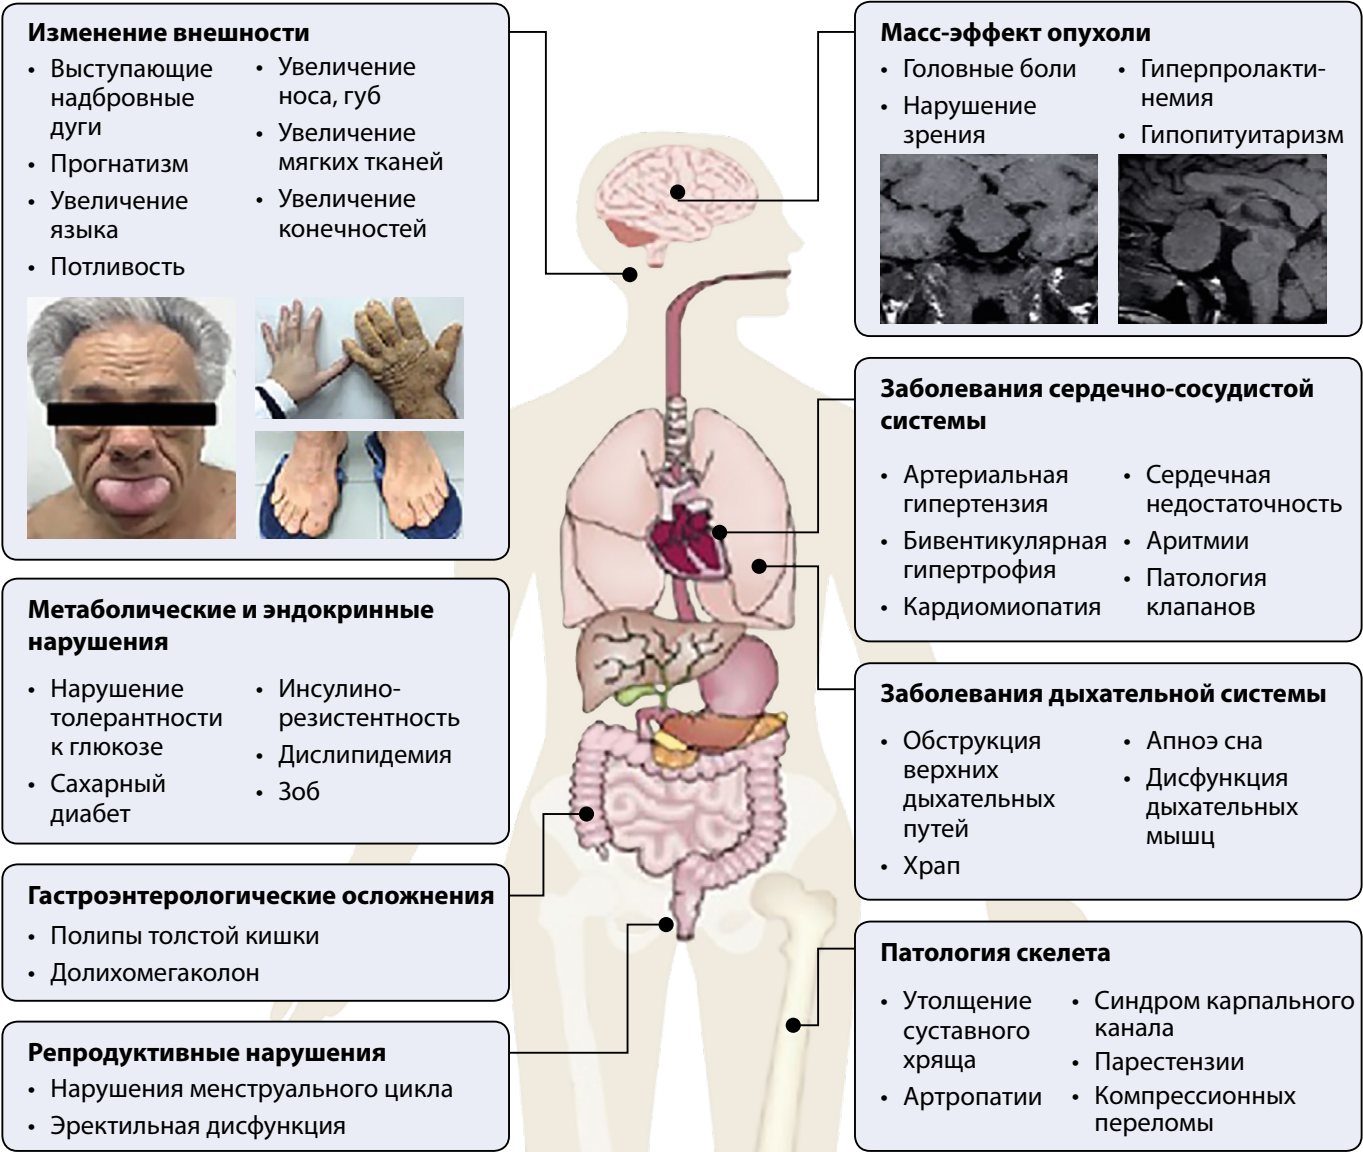 Изменение внешности
• Выступающие
надбровные
дуги
• Прогнатизм
• Увеличение
языка
• Потливость
• Увеличение
носа, губ
• Увеличение
мягких тканей
• Увеличение
конечностей
Метаболические и эндокринные
нарушения
• Нарушение
толерантности
к глюкозе
• Сахарный
диабет
• Инсулино-
резистентность
• Дислипидемия
• Зоб
Гастроэнтерологические осложнения
• Полипы толстой кишки
• Долихомегаколон
Репродуктивные нарушения
• Нарушения менструального цикла
• Эректильная дисфункция
Масс-эффект опухоли
• Головные боли
• Нарушение
зрения
• Гиперпролакти-
немия
• Гипопитуитаризм
Заболевания сердечно-сосудистой
системы
• Артериальная
гипертензия
• Бивентикулярная
гипертрофия
• Кардиомиопатия
• Сердечная
недостаточность
• Аритмии
• Патология
клапанов
Заболевания дыхательной системы
• Обструкция
верхних
дыхательных
путей
• Храп
• Апноэ сна
• Дисфункция
дыхательных
мышц
Патология скелета
• Утолщение
суставного
хряща
• Артропатии
• Синдром карпального
канала
• Парестензии
• Компрессионных
переломы